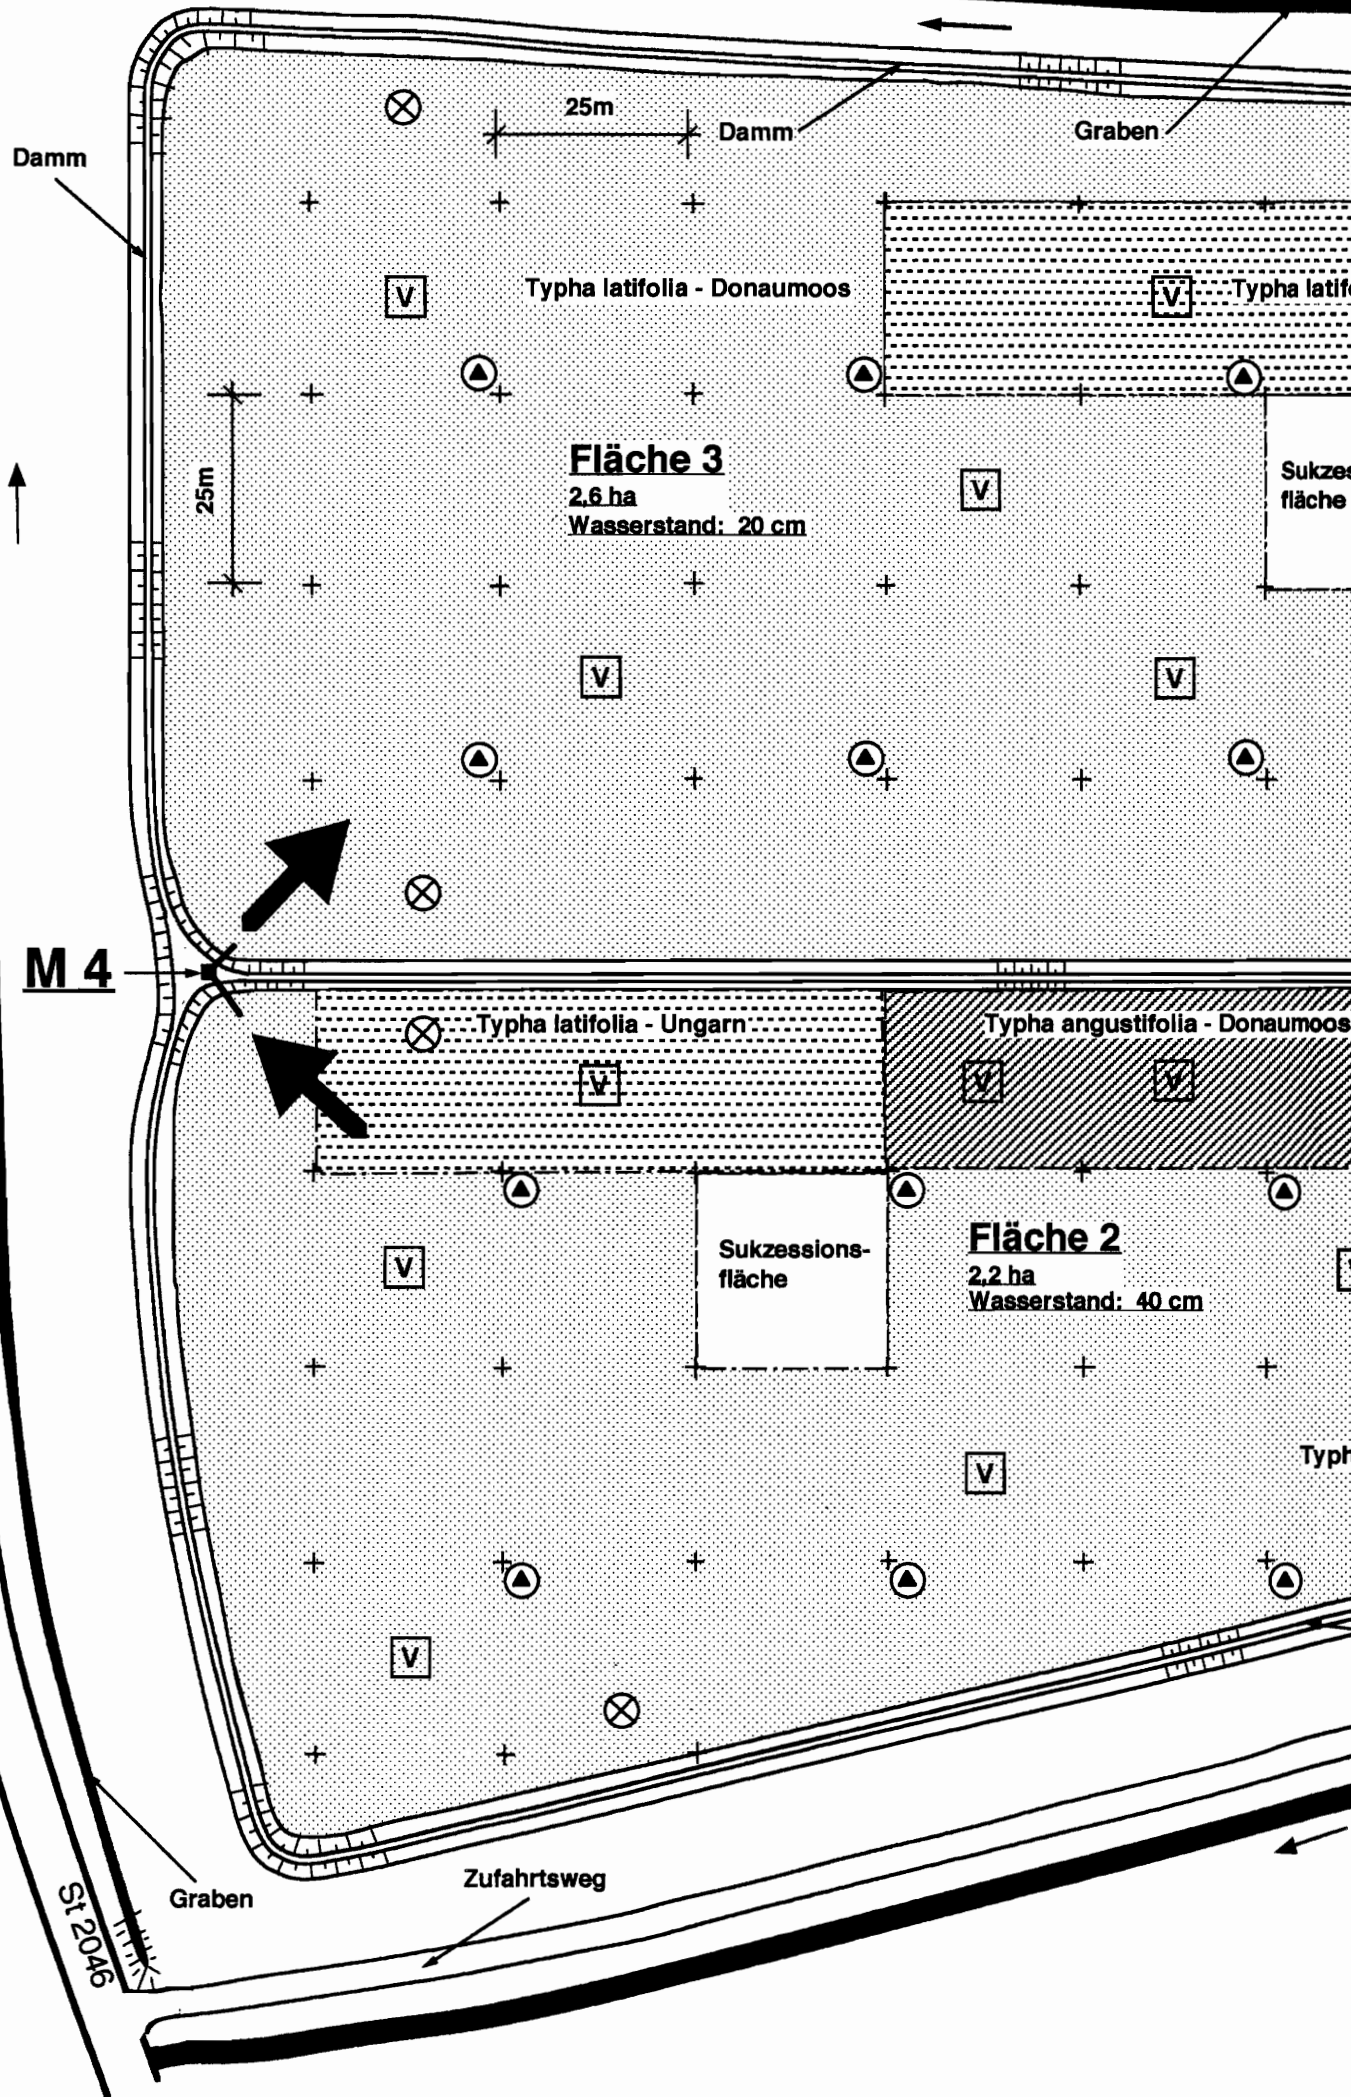 25m
Damm
Graben
Damm
Typha latifolia - Donaumoos
V
V
Typha latif
Fläche 3
2,6 ha
Wasserstand: 20 cm
V
Sukzes
fläche
25m
V
V
M 4
Typha latifolia - Ungarn
Typha angustifolia - Donaumoos
V
V
V
Sukzessions-
fläche
Fläche 2
2,2 ha
Wasserstand: 40 cm
V
V
Typh
V
V
Zufahrtsweg
Graben
St 2046